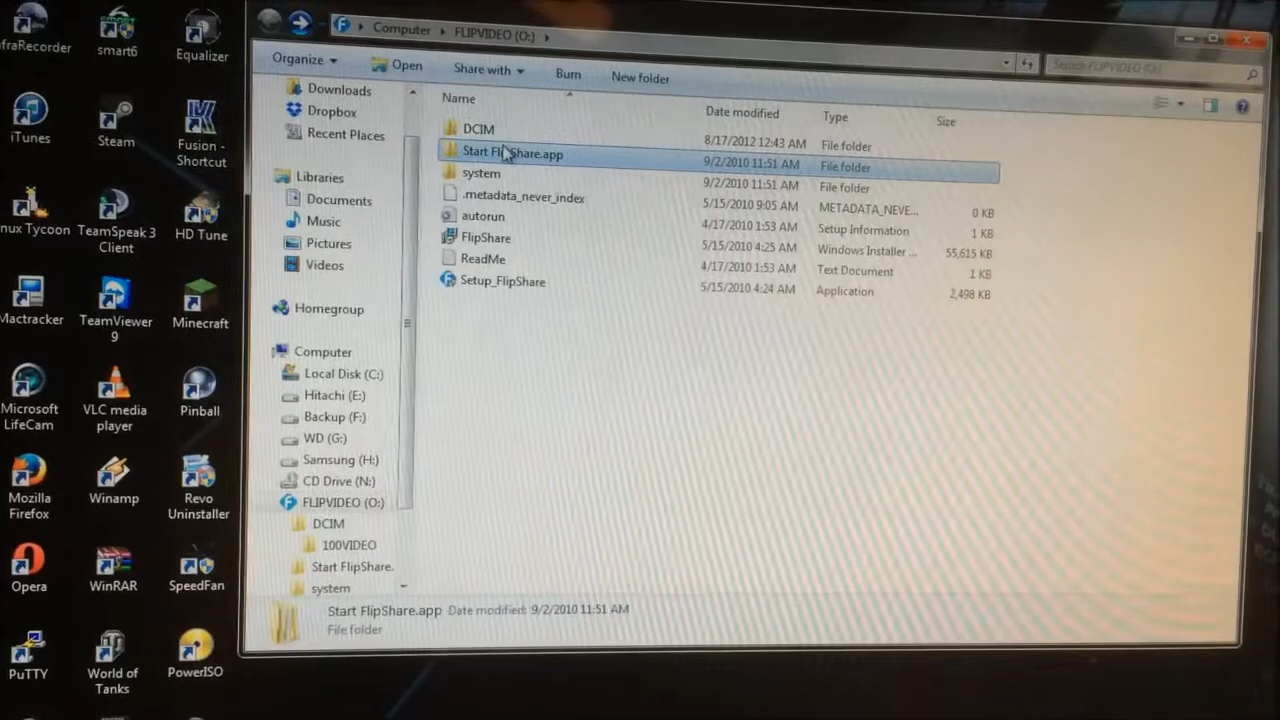 fraRecorder
smart6
Equalizer
iTunes
Steam
Fusion -
Shortcut
nux Tycoon
TeamSpeak 3
Client
HD Tune
Mactracker
TeamViewer
9
Minecraft
Microsoft
LifeCam
VLC media
player
Pinball
Mozilla
Firefox
Winamp
Revo
Uninstaller
Opera
WinRAR
SpeedFan
PuTTY
World of
Tanks
PowerISO
Computer FLIPVIDEO (O:)
Search FLIPVIDEO (O:)
Organize Open Share with Burn New folder
Downloads
Dropbox
Recent Places
Libraries
Documents
Music
Pictures
Videos
Homegroup
Computer
Local Disk (C:)
Hitachi (E:)
Backup (F:)
WD (G:)
Samsung (H:)
CD Drive (N:)
FLIPVIDEO (O:)
DCIM
100VIDEO
Start FlipShare.
system
Name Date modified Type Size
DCIM 8/17/2012 12:43 AM File folder
Start FlipShare.app 9/2/2010 11:51 AM File folder
system 9/2/2010 11:51 AM File folder
.metadata_never_index 5/15/2010 9:05 AM METADATA_NEVE... 0 KB
autorun 4/17/2010 1:53 AM Setup Information 1 KB
FlipShare 5/15/2010 4:25 AM Windows Installer ... 55,615 KB
ReadMe 4/17/2010 1:53 AM Text Document 1 KB
Setup_FlipShare 5/15/2010 4:24 AM Application 2,498 KB
Start FlipShare.app Date modified: 9/2/2010 11:51 AM
File folder